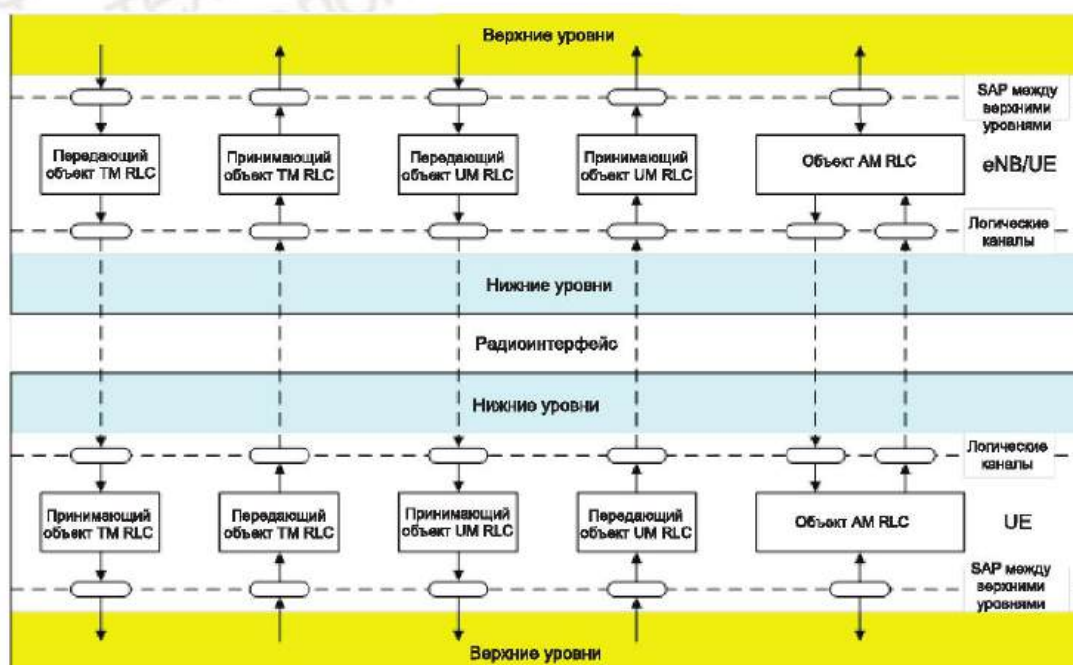 Верхние уровни
SAP между
верхними
уровнями
Передающий
объект TM RLC
Принимающий
объект TM RLC
Передающий
объект UM RLC
Принимающий
объект UM RLC
Объект AM RLC
eNB/UE
Логические
каналы
Нижние уровни
Радиоинтерфейс
Нижние уровни
Логические
каналы
Принимающий
объект TM RLC
Передающий
объект TM RLC
Принимающий
объект UM RLC
Передающий
объект UM RLC
Объект AM RLC
UE
SAP между
верхними
уровнями
Верхние уровни